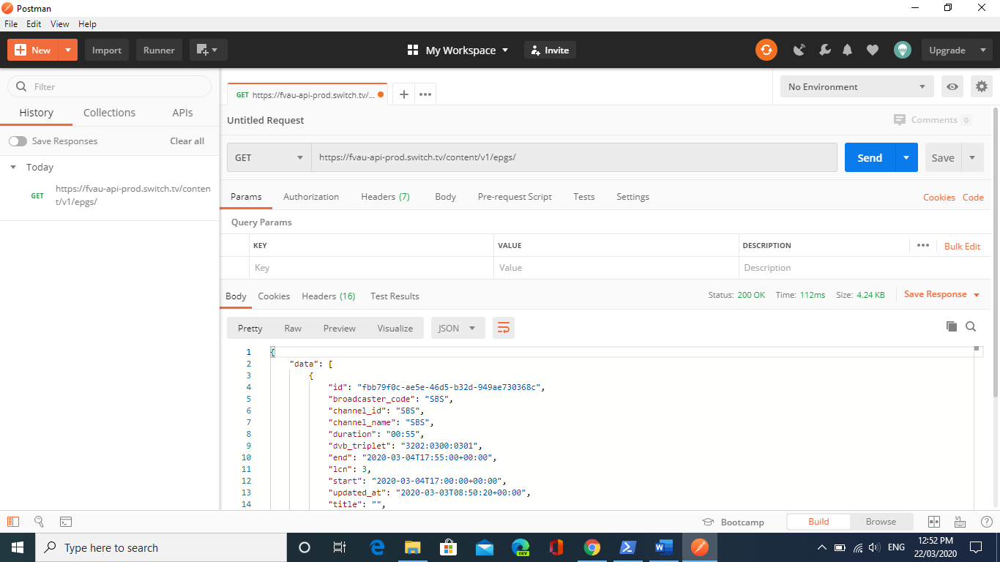 Postman
File Edit View Help
New Import Runner My Workspace Invite Upgrade
Filter
History Collections APIs
Save Responses Clear all
Today
GET https://fvau-api-prod.switch.tv/conten
t/v1/epgs/
GET https://fvau-api-prod.switch.tv/... + ...
No Environment
Untitled Request
Comments 0
GET https://fvau-api-prod.switch.tv/content/v1/epgs/ Send Save
Params Authorization Headers (7) Body Pre-request Script Tests Settings Cookies Code
Query Params
KEY VALUE DESCRIPTION ... Bulk Edit
Key Value Description
Body Cookies Headers (16) Test Results Status: 200 OK Time: 112ms Size: 4.24 KB Save Response
Pretty Raw Preview Visualize JSON
1 {
2 "data": [
3 {
4 "id": "fbb79f0c-ae5e-46d5-b32d-949ae730368c",
5 "broadcaster_code": "SBS",
6 "channel_id": "SBS",
7 "channel_name": "SBS",
8 "duration": "00:55",
9 "dvb_triplet": "3202:0300:0301",
10 "end": "2020-03-04T17:55:00+00:00",
11 "lcn": 3,
12 "start": "2020-03-04T17:00:00+00:00",
13 "updated_at": "2020-03-03T08:50:20+00:00",
14 "title": "",
Bootcamp Build Browse ?
Type here to search
DEV
W
ENG
12:52 PM
22/03/2020